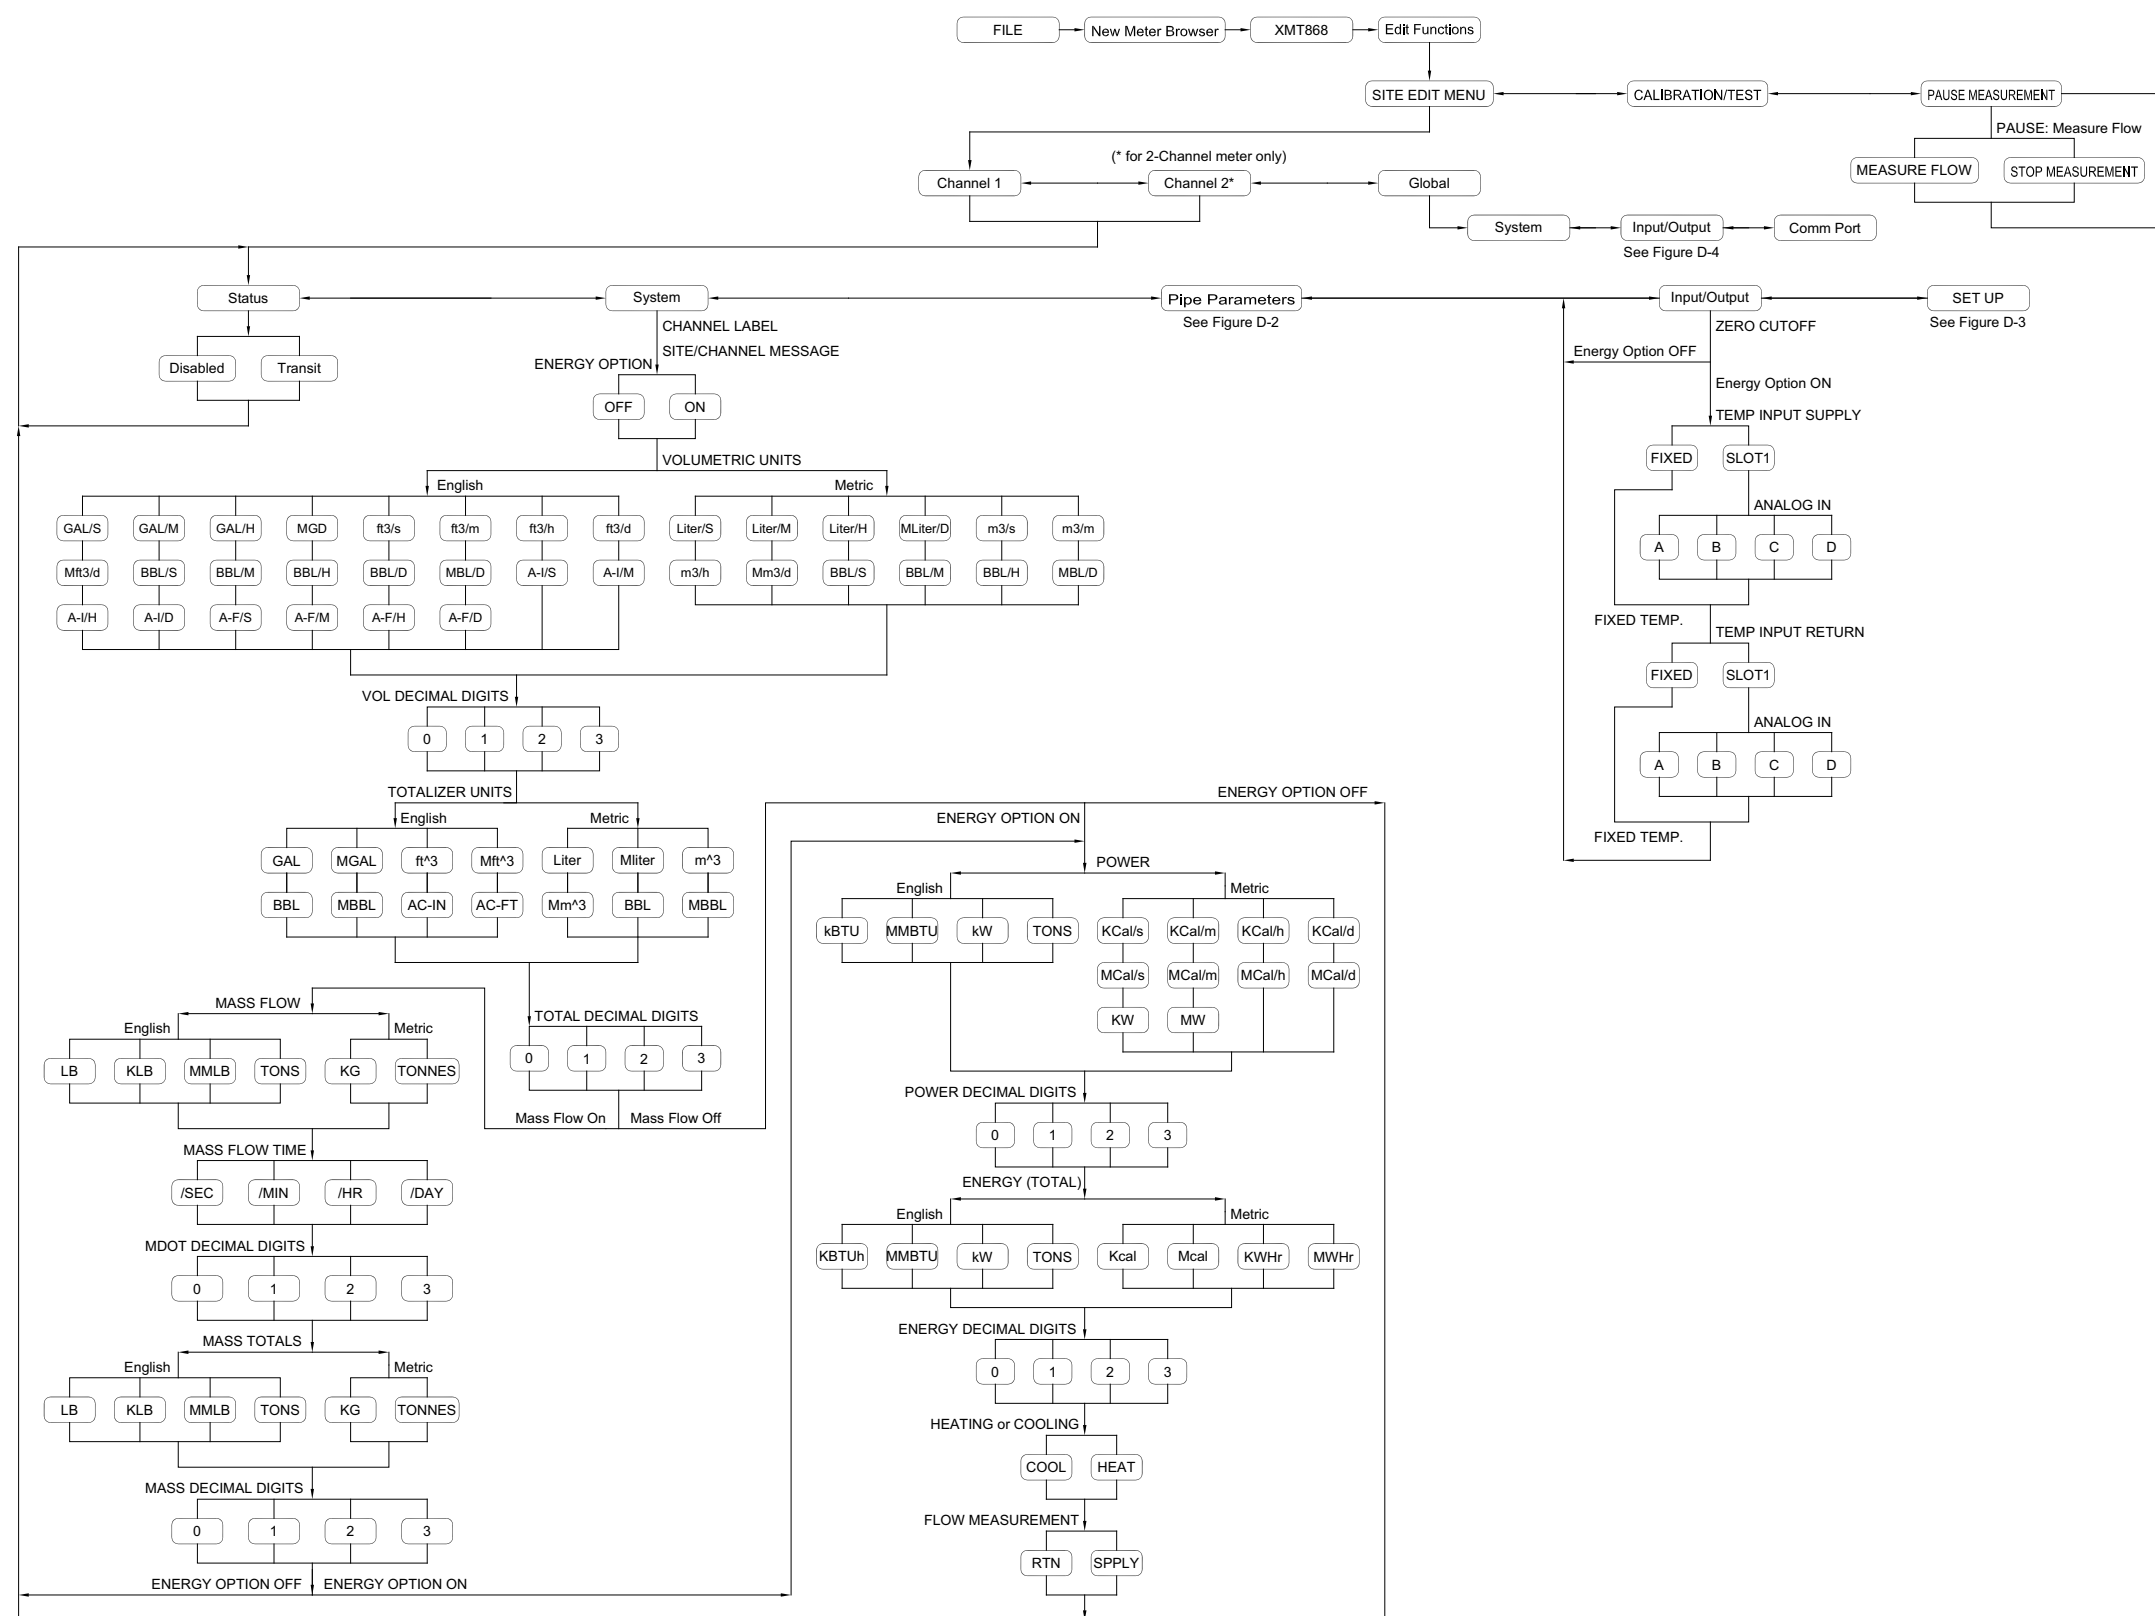 FILE
New Meter Browser
XMT868
Edit Functions
SITE EDIT MENU
CALIBRATION/TEST
PAUSE MEASUREMENT
PAUSE: Measure Flow
MEASURE FLOW
STOP MEASUREMENT
(* for 2-Channel meter only)
Channel 1
Channel 2*
Global
System
Input/Output
Comm Port
See Figure D-4
Status
System
Pipe Parameters
Input/Output
SET UP
See Figure D-2
See Figure D-3
Disabled
Transit
CHANNEL LABEL
SITE/CHANNEL MESSAGE
ENERGY OPTION
OFF
ON
VOLUMETRIC UNITS
English
Metric
GAL/S
GAL/M
GAL/H
MGD
ft3/s
ft3/m
ft3/h
ft3/d
Liter/S
Liter/M
Liter/H
MLiter/D
m3/s
m3/m
Mft3/d
BBL/S
BBL/M
BBL/H
BBL/D
MBL/D
A-I/S
A-I/M
m3/h
Mm3/d
BBL/S
BBL/M
BBL/H
MBL/D
A-I/H
A-I/D
A-F/S
A-F/M
A-F/H
A-F/D
VOL DECIMAL DIGITS
0
1
2
3
TOTALIZER UNITS
English
Metric
GAL
MGAL
ft^3
Mft^3
Liter
Mliter
m^3
BBL
MBBL
AC-IN
AC-FT
Mm^3
BBL
MBBL
TOTAL DECIMAL DIGITS
0
1
2
3
Mass Flow On
Mass Flow Off
MASS FLOW
English
Metric
LB
KLB
MMLB
TONS
KG
TONNES
MASS FLOW TIME
/SEC
/MIN
/HR
/DAY
MDOT DECIMAL DIGITS
0
1
2
3
MASS TOTALS
English
Metric
LB
KLB
MMLB
TONS
KG
TONNES
MASS DECIMAL DIGITS
0
1
2
3
ENERGY OPTION OFF
ENERGY OPTION ON
ENERGY OPTION OFF
ENERGY OPTION ON
POWER
English
Metric
kBTU
MMBTU
kW
TONS
KCal/s
KCal/m
KCal/h
KCal/d
MCal/s
MCal/m
MCal/h
MCal/d
KW
MW
POWER DECIMAL DIGITS
0
1
2
3
ENERGY (TOTAL)
English
Metric
KBTUh
MMBTU
kW
TONS
Kcal
Mcal
KWHr
MWHr
ENERGY DECIMAL DIGITS
0
1
2
3
HEATING or COOLING
COOL
HEAT
FLOW MEASUREMENT
RTN
SPPLY
ZERO CUTOFF
Energy Option OFF
Energy Option ON
TEMP INPUT SUPPLY
FIXED
SLOT1
ANALOG IN
A
B
C
D
FIXED TEMP.
TEMP INPUT RETURN
FIXED
SLOT1
ANALOG IN
A
B
C
D
FIXED TEMP.